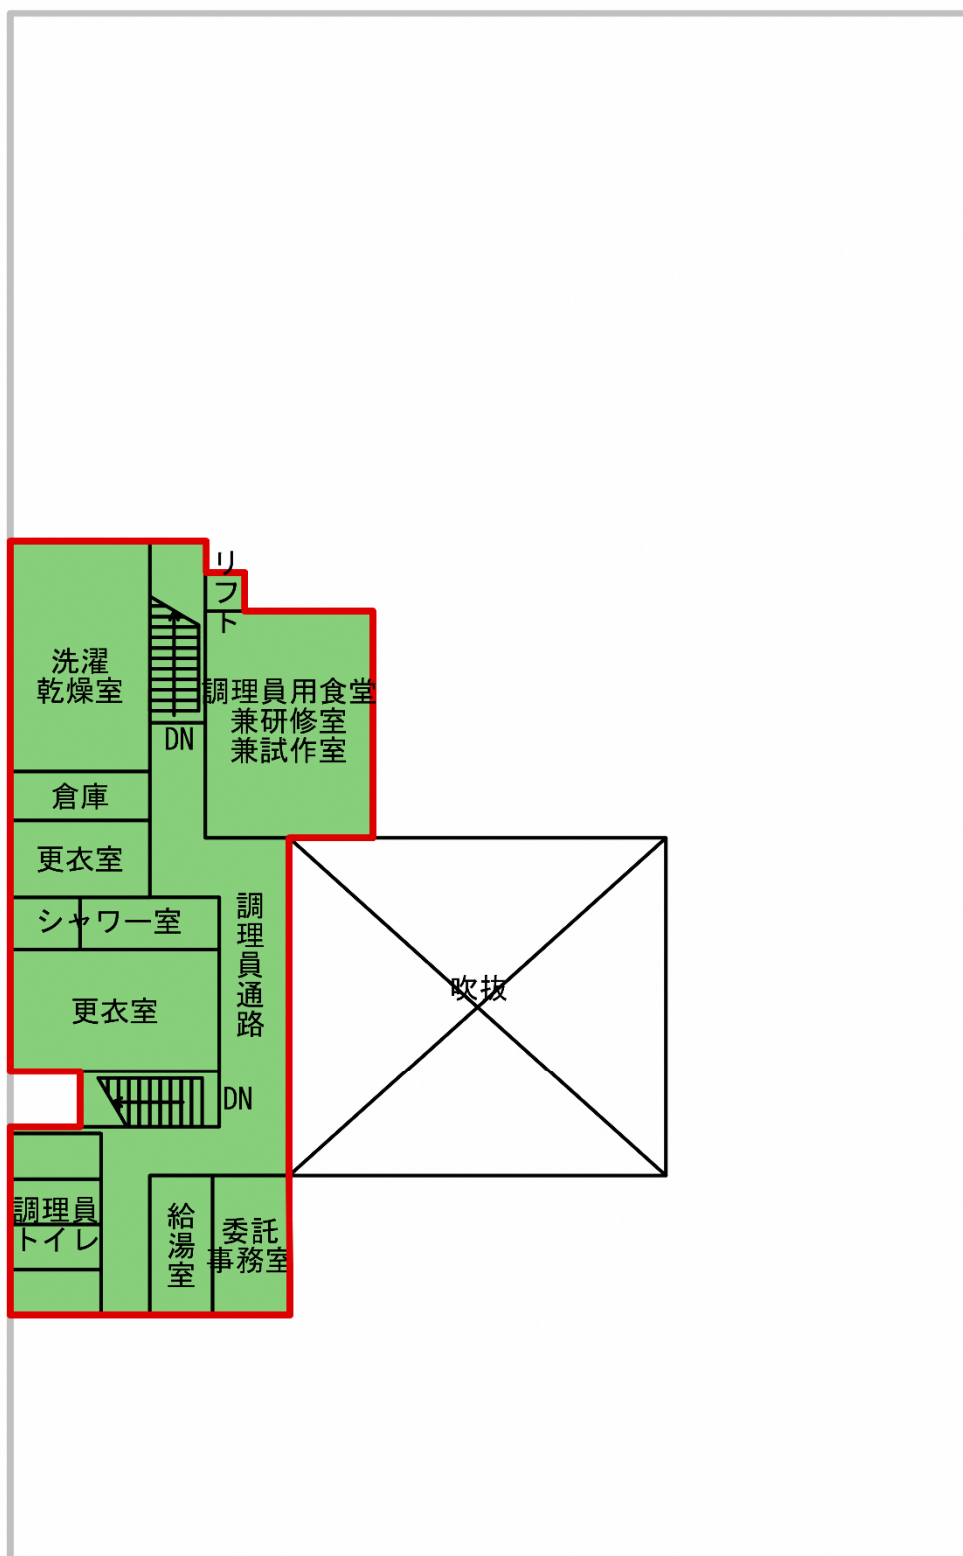 リフト
洗濯
乾燥室
調理員用食堂
兼研修室
兼試作室
DN
倉庫
更衣室
シャワー室
調理員通路
吹抜
更衣室
DN
調理員
トイレ
給湯室
委託
事務室